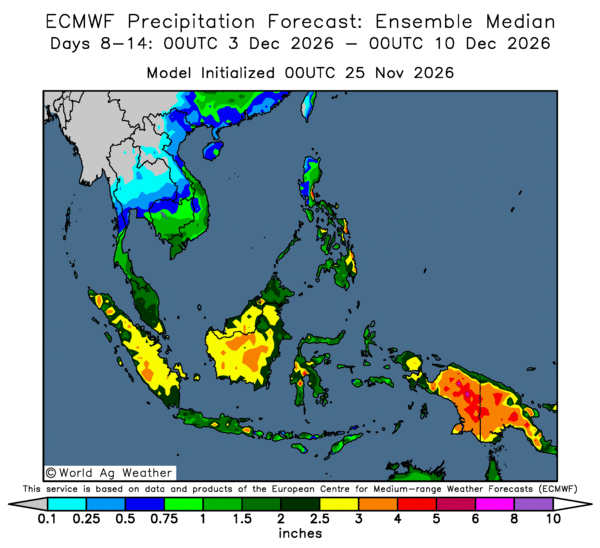 ECMWF Precipitation Forecast: Ensemble Median
Days 8-14: 00UTC 3 Dec 2026 - 00UTC 10 Dec 2026
Model Initialized 00UTC 25 Nov 2026
© World Ag Weather
This service is based on data and products of the European Centre for Medium-range Weather Forecasts (ECMWF)
0.1 0.25 0.5 0.75 1 1.5 2 2.5 3 4 5 6 8 10
inches